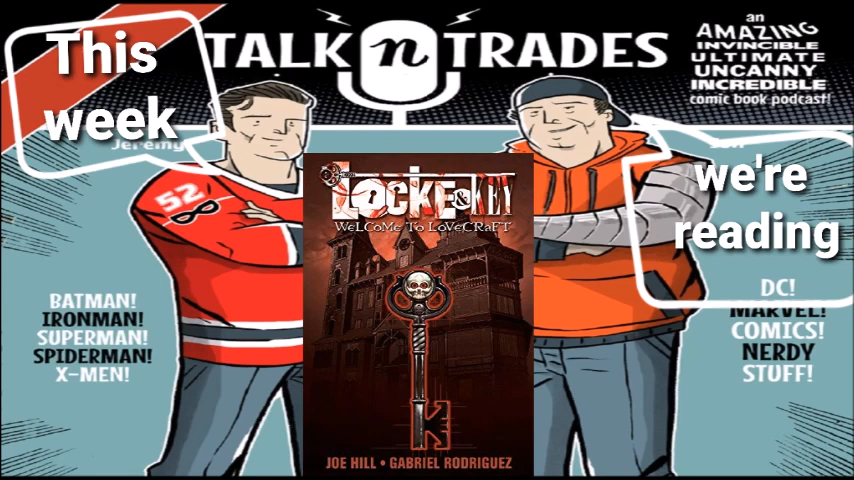 TALK n TRADES
an
AMAZING
INVINCIBLE
ULTIMATE
UNCANNY
INCREDIBLE
comic book podcast!
This
week
Jeremy
52
we're
reading
LOCKE & KEY
WeLCoMe To LoVeCRaFT
BATMAN!
IRONMAN!
SUPERMAN!
SPIDERMAN!
X-MEN!
DC!
MARVEL!
COMICS!
NERDY
STUFF!
JOE HILL • GABRIEL RODRIGUEZ